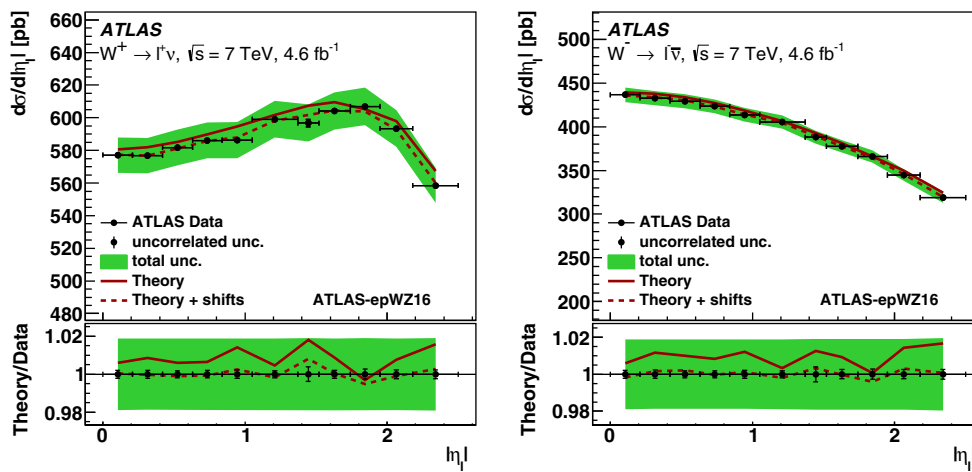 dσ/d|ηl| [pb]
660
640
620
600
580
560
540
520
500
480
ATLAS
W+ → l+ν, √s = 7 TeV, 4.6 fb-1
ATLAS Data
uncorrelated unc.
total unc.
Theory
Theory + shifts
ATLAS-epWZ16
Theory/Data
1.02
1
0.98
0
1
2
|ηl|
dσ/d|ηl| [pb]
500
450
400
350
300
250
200
ATLAS
W- → l-ν̅, √s = 7 TeV, 4.6 fb-1
ATLAS Data
uncorrelated unc.
total unc.
Theory
Theory + shifts
ATLAS-epWZ16
Theory/Data
1.02
1
0.98
0
1
2
|ηl|